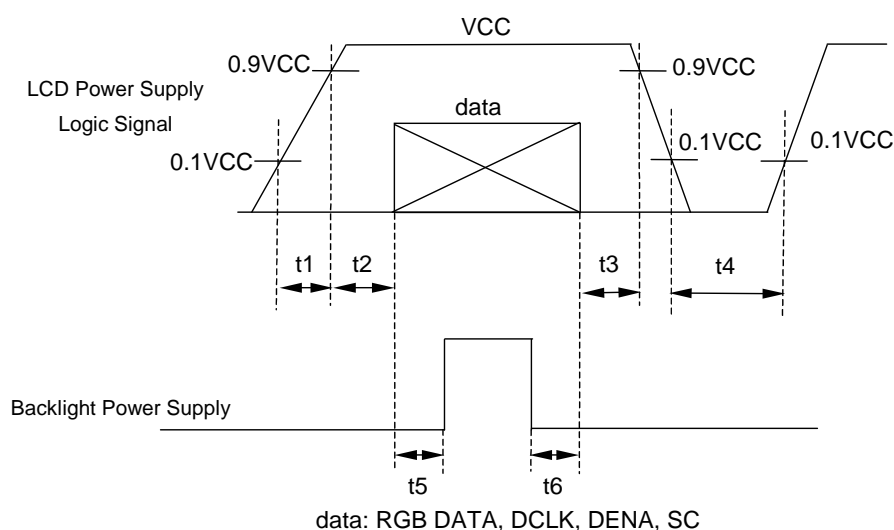 VCC
0.9VCC
0.9VCC
LCD Power Supply
Logic Signal
data
0.1VCC
0.1VCC
0.1VCC
t1
t2
t3
t4
Backlight Power Supply
t5
t6
data: RGB DATA, DCLK, DENA, SC